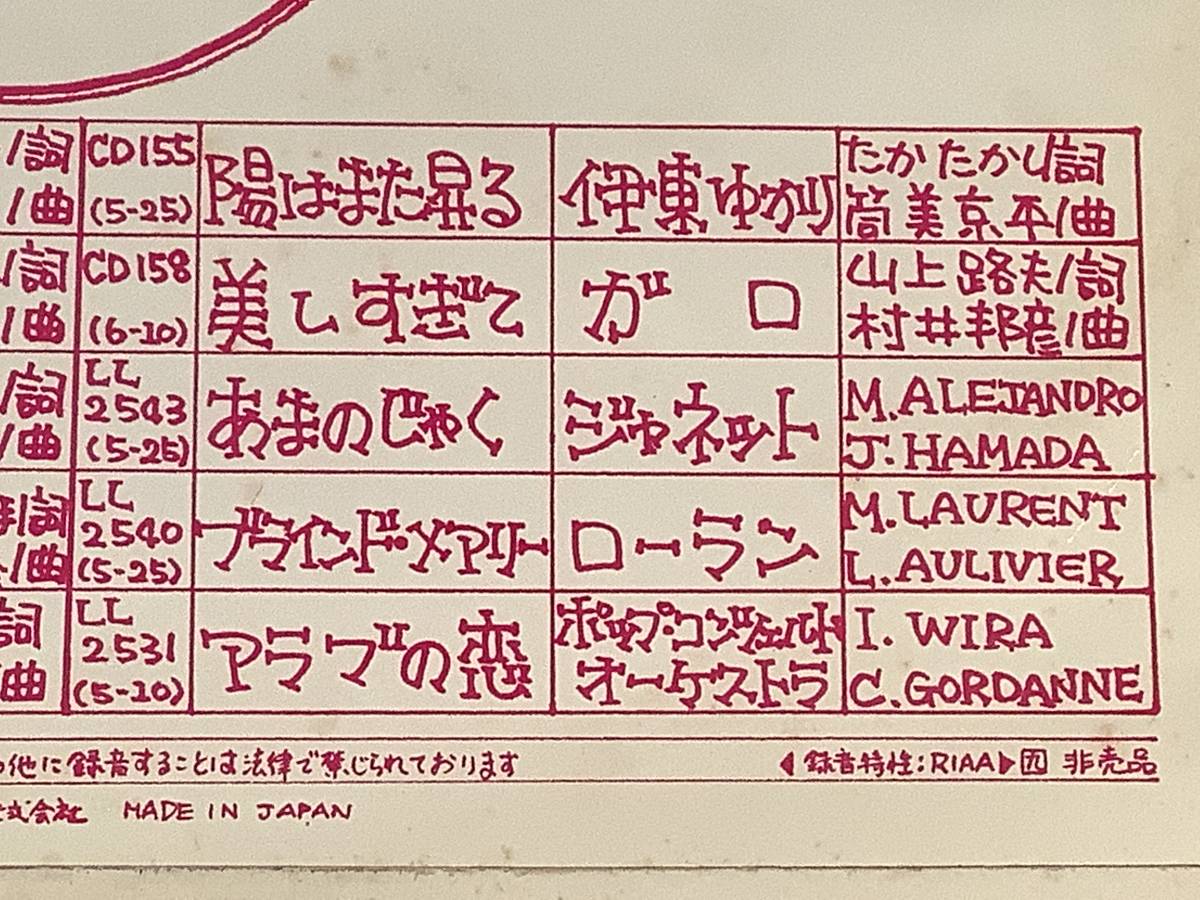 /詞 CD155 陽はまた昇る 伊東ゆかり たかたかし/詞
/曲 (5-25) 筒美京平/曲
/詞 CD158 美しすぎて ガロ 山上路夫/詞
/曲 (6-10) 村井邦彦/曲
/詞 LL 2543 あまのじゃく ジャネット M.ALEJANDRO
/曲 (5-25) J.HAMADA
/詞 LL 2540 ブラインド・メアリー ローラン M.LAURENT
/曲 (5-25) L.AULIVIER
詞 LL 2531 アラブの恋 ポップ・コンツェルト I.WIRA
曲 (5-10) オーケストラ C.GORDANNE
の他に録音することは法律で禁じられております ◀録音特性:RIAA▶ 非売品
式会社 MADE IN JAPAN